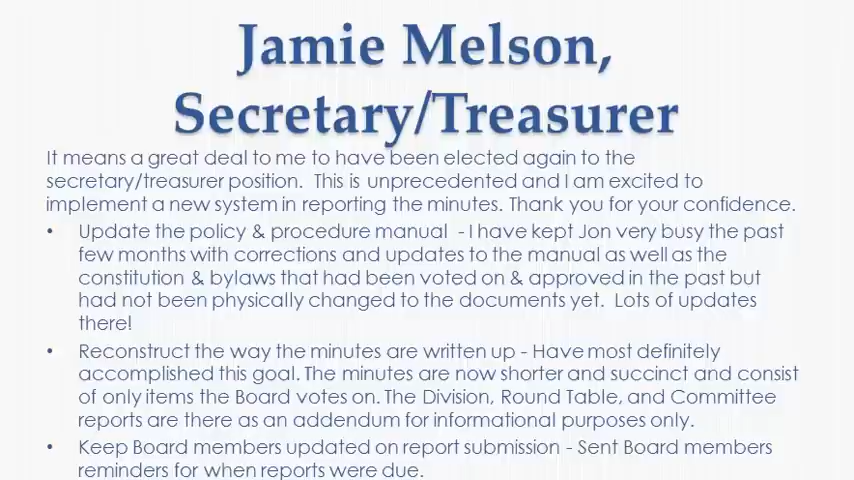 Jamie Melson,
Secretary/Treasurer
It means a great deal to me to have been elected again to the
secretary/treasurer position.  This is unprecedented and I am excited to
implement a new system in reporting the minutes. Thank you for your confidence.
• Update the policy & procedure manual  - I have kept Jon very busy the past
few months with corrections and updates to the manual as well as the
constitution & bylaws that had been voted on & approved in the past but
had not been physically changed to the documents yet.  Lots of updates
there!
• Reconstruct the way the minutes are written up - Have most definitely
accomplished this goal. The minutes are now shorter and succinct and consist
of only items the Board votes on. The Division, Round Table, and Committee
reports are there as an addendum for informational purposes only.
• Keep Board members updated on report submission - Sent Board members
reminders for when reports were due.